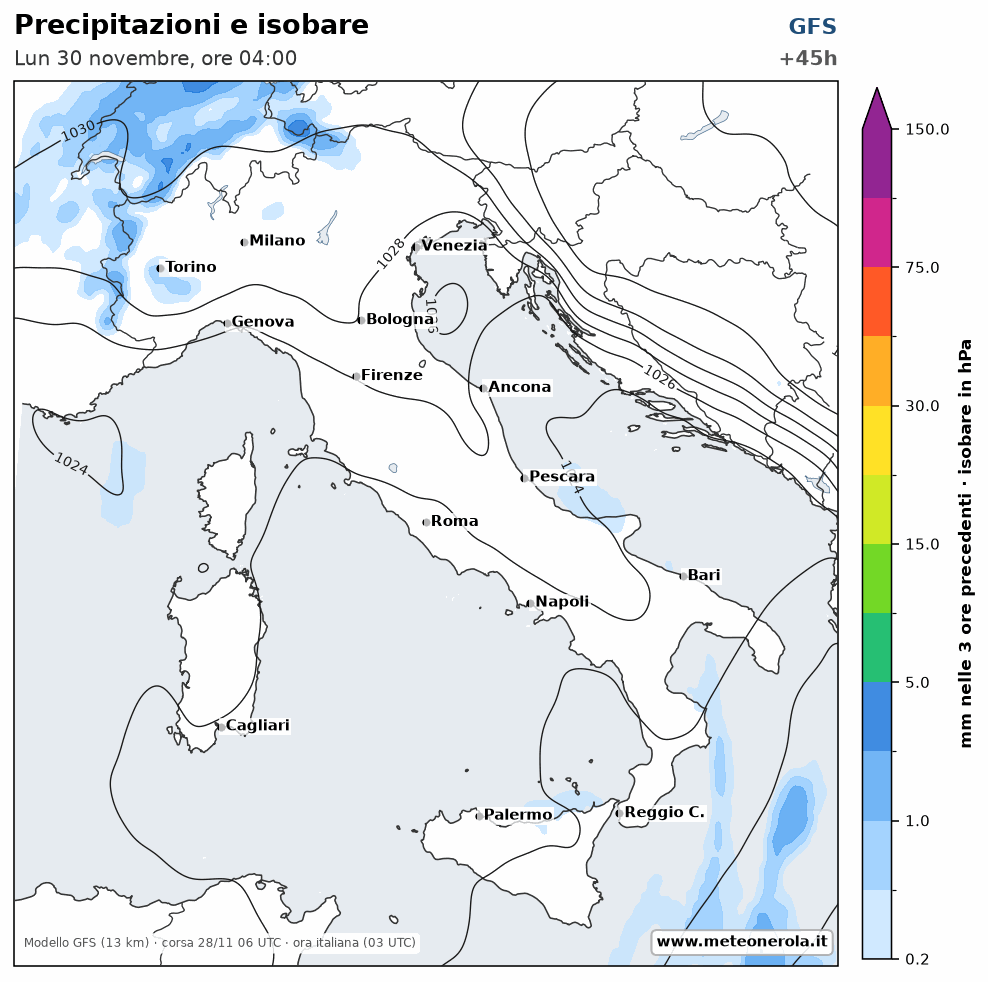 Precipitazioni e isobare
GFS
Lun 30 novembre, ore 04:00
+45h
1030
150.0
Milano
1028
Venezia
Torino
75.0
Genova
Bologna
Firenze
1026
Ancona
30.0
1024
Pescara
Roma
15.0
Bari
Napoli
5.0
Cagliari
Palermo
Reggio C.
1.0
mm nelle 3 ore precedenti · isobare in hPa
Modello GFS (13 km) · corsa 28/11 06 UTC · ora italiana (03 UTC)
www.meteonerola.it
0.2